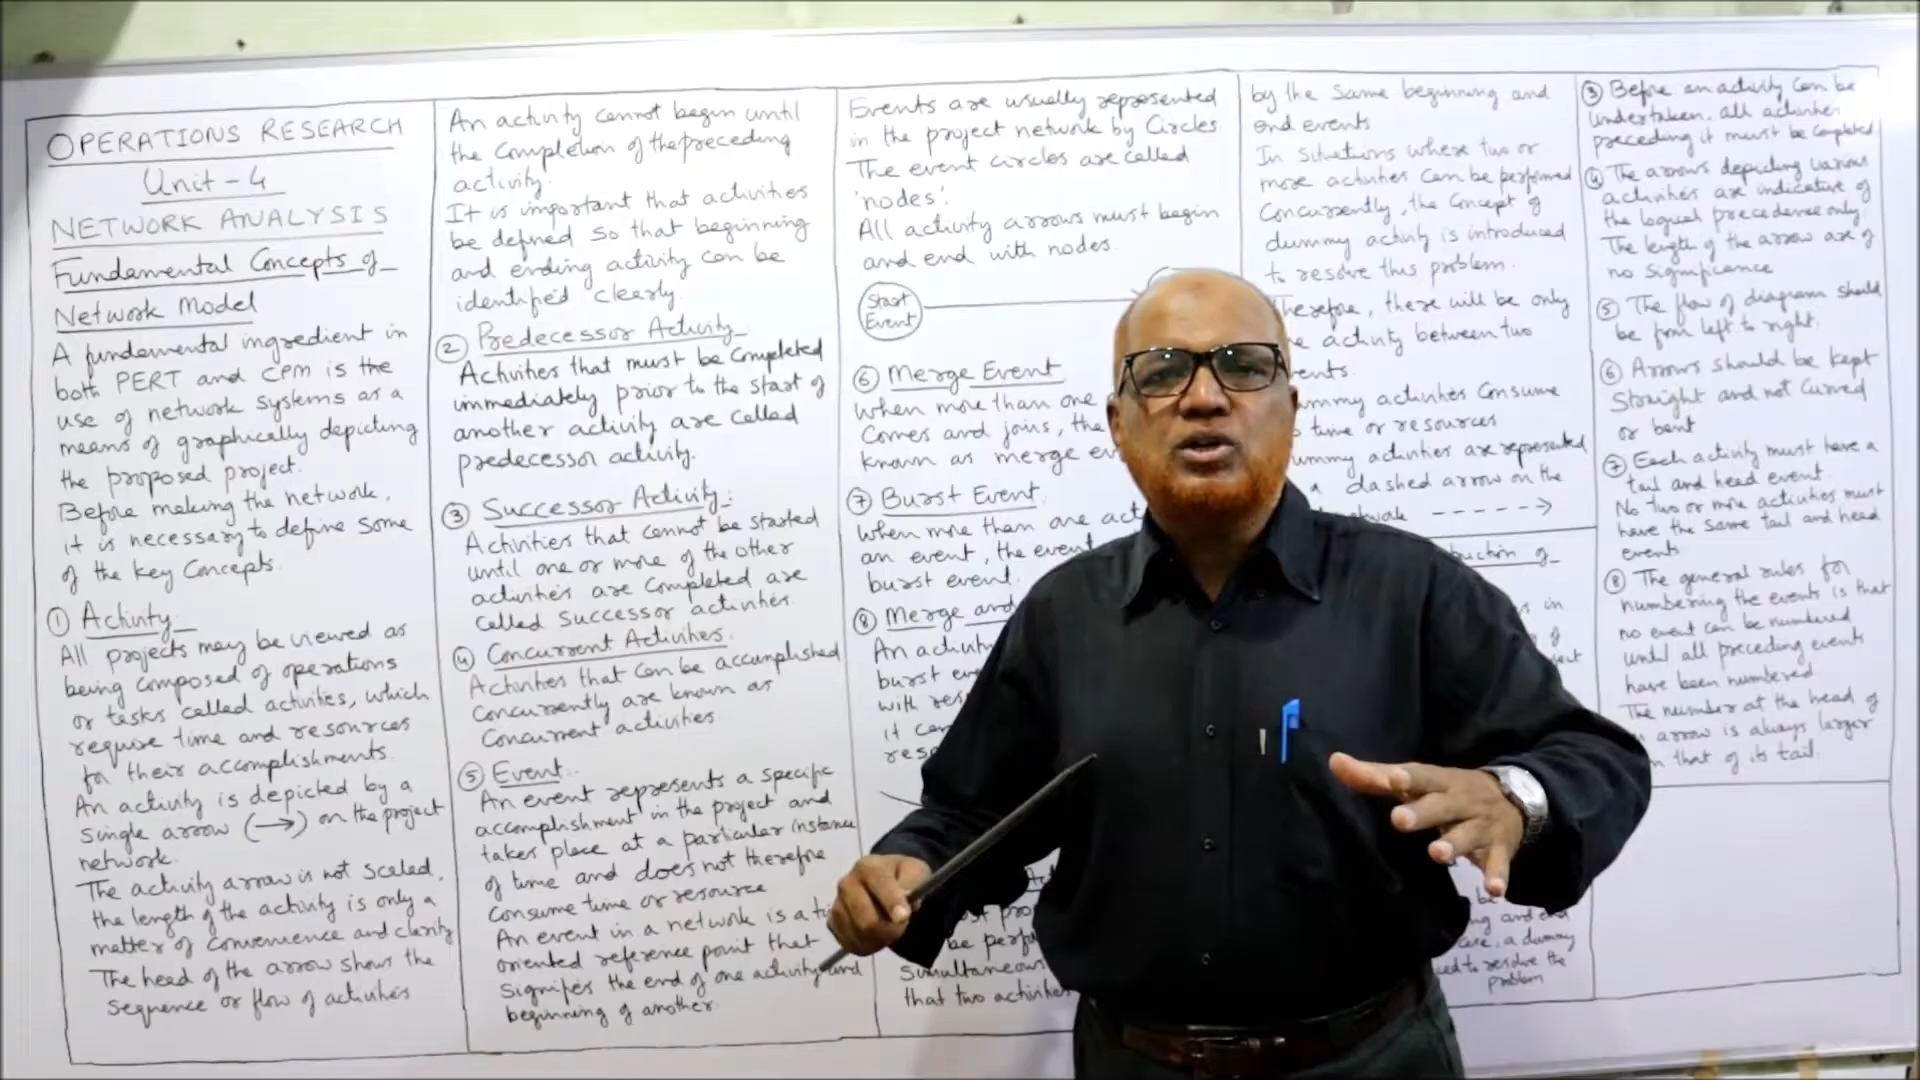 OPERATIONS RESEARCH
Unit-4
NETWORK ANALYSIS
Fundamental Concepts of
Network Model
A fundamental ingredient in
both PERT and CPM is the
use of network systems as a
means of graphically depicting
the proposed project.
Before making the network,
it is necessary to define some
of the key Concepts.
① Activity
All projects may be viewed as
being composed of operations
or tasks called activities, which
require time and resources
for their accomplishments.
An activity is depicted by a
single arrow (→) on the project
network.
The activity arrow is not scaled,
the length of the activity is only a
matter of convenience and clarity
The head of the arrow shows the
sequence or flow of activities
An activity cannot begin until
the completion of the preceding
activity.
It is important that activities
be defined so that beginning
and ending activity can be
identified clearly.
② Predecessor Activity
Activities that must be completed
immediately prior to the start of
another activity are called
predecessor activity.
③ Successor Activity:
Activities that cannot be started
until one or more of the other
activities are completed are
called successor activities.
④ Concurrent Activities.
Activities that can be accomplished
concurrently are known as
concurrent activities
⑤ Event..
An event represents a specific
accomplishment in the project and
takes place at a particular instance
of time and does not therefore
consume time or resource
An event in a network is a
oriented reference point that
signifies the end of one activity and
beginning of another.
Events are usually represented
in the project network by Circles
The event circles are called
'nodes'.
All activity arrows must begin
and end with nodes.
Start
Event
⑥ Merge Event
When more than one
comes and joins, the
known as merge
⑦ Burst Event
When more than one
an event, the event
burst event.
⑧ Merge and
An activity
burst
with
it
be
simultaneous
that two activities
by the same beginning and
end events
In situations where two or
more activities can be performed
concurrently, the concept of
dummy activity is introduced
to resolve this problem.
Therefore, there will be only
activity between two
events.
dummy activities consume
time or resources
dummy activities are represented
a dashed arrow on the
- - - - - ->
of
in
of
be
and end
case, a dummy
to resolve the
problem
③ Before an activity can be
undertaken, all activities
preceding it must be completed
④ The arrows depicting various
activities are indicative of
the logical precedence only.
The length of the arrow are of
no significance
⑤ The flow of diagram should
be from left to right.
⑥ Arrows should be kept
straight and not curved
or bent
⑦ Each activity must have a
tail and head event.
No two or more activities must
have the same tail and head
events
⑧ The general rules for
numbering the events is that
no event can be numbered
until all preceding events
have been numbered
The number at the head of
arrow is always larger
that of its tail.